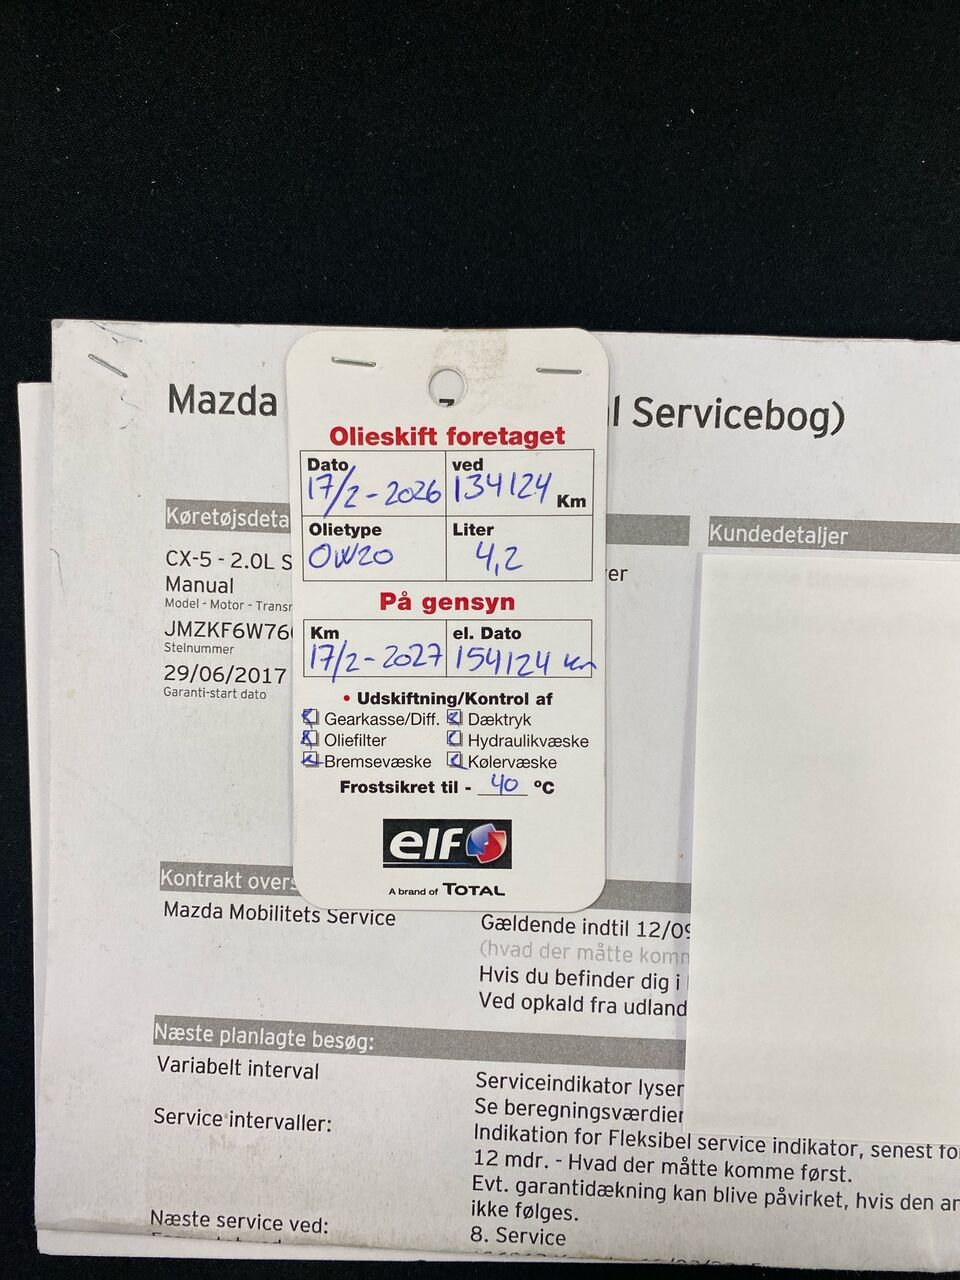 Mazda
l Servicebog)
Olieskift foretaget
Dato ved
17/2-2026 134124 Km
Olietype Liter
0W20 4,2
På gensyn
Km el. Dato
17/2-2027 154124 km
• Udskiftning/Kontrol af
Gearkasse/Diff. Dæktryk
Oliefilter Hydraulikvæske
Bremsevæske Kølervæske
Frostsikret til - 40 °C
elf
A brand of TOTAL
Køretøjsdeta
Kundedetaljer
CX-5 - 2.0L S
Manual
Model - Motor - Transr
JMZKF6W76
Stelnummer
29/06/2017
Garanti-start dato
er
Kontrakt overs
Mazda Mobilitets Service
Gældende indtil 12/09
(hvad der måtte komm
Hvis du befinder dig i
Ved opkald fra udland
Næste planlagte besøg:
Variabelt interval
Serviceindikator lyser
Se beregningsværdier
Service intervaller:
Indikation for Fleksibel service indikator, senest fo
12 mdr. - Hvad der måtte komme først.
Evt. garantidækning kan blive påvirket, hvis den an
ikke følges.
Næste service ved:
8. Service